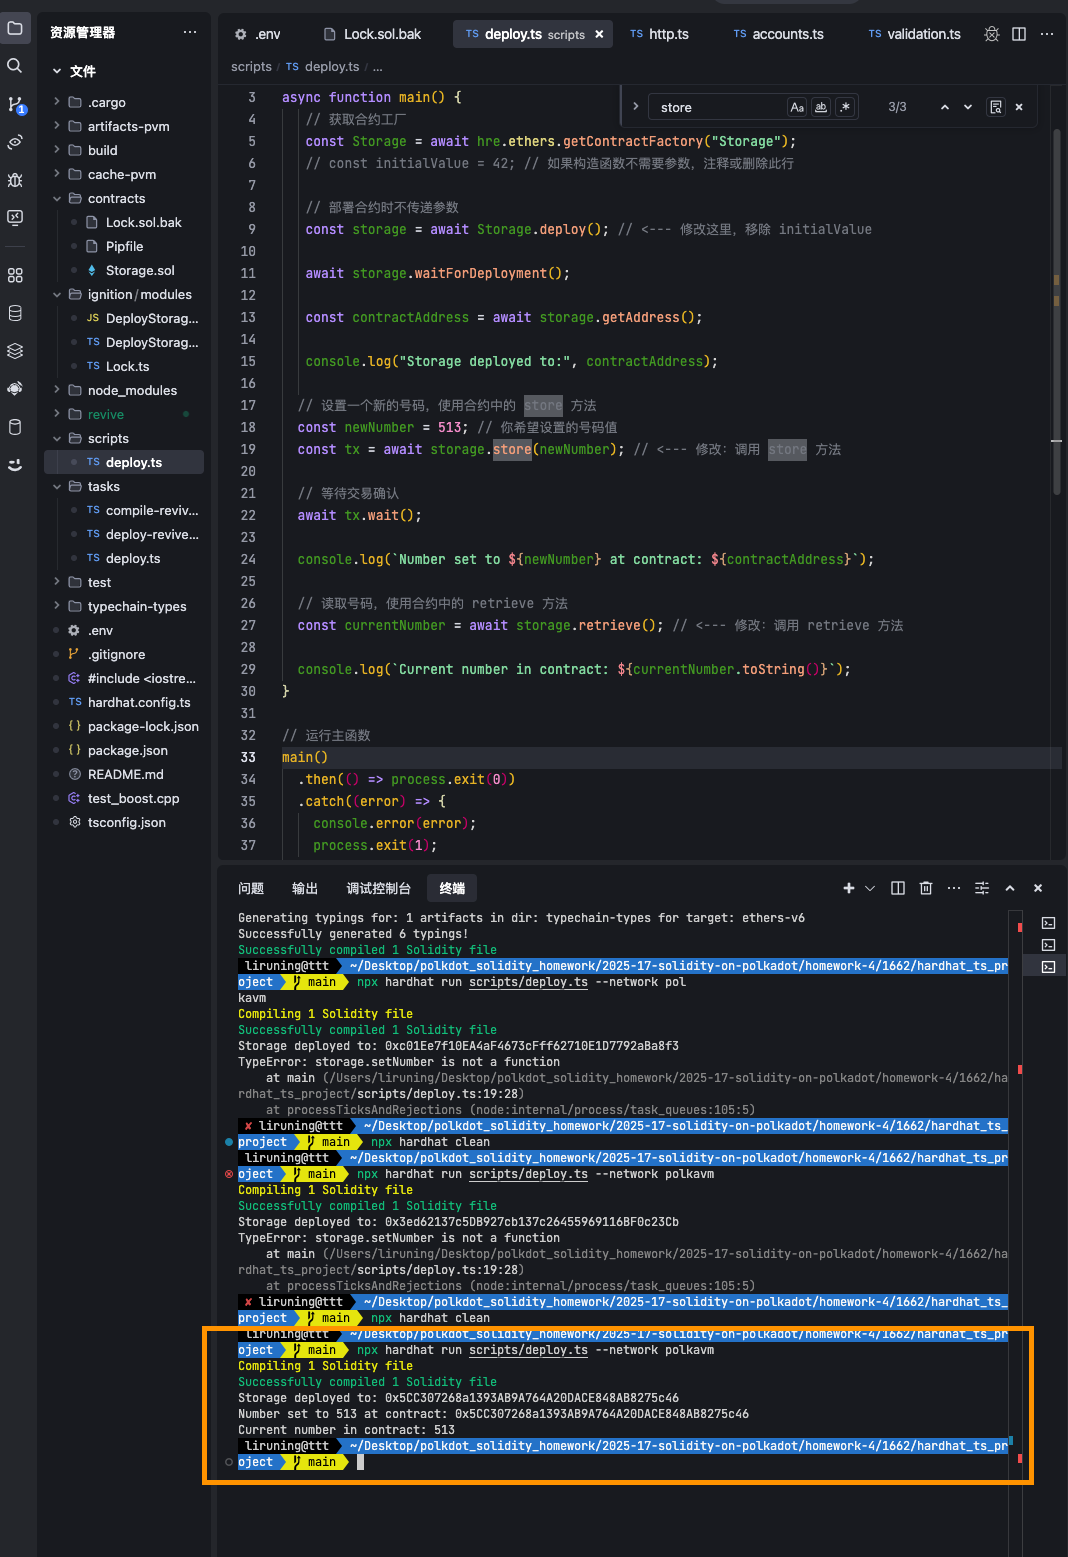 资源管理器
文件
.cargo
artifacts-pvm
build
cache-pvm
contracts
Lock.sol.bak
Pipfile
Storage.sol
ignition/modules
JS DeployStorag...
TS DeployStorag...
TS Lock.ts
node_modules
revive
scripts
TS deploy.ts
tasks
TS compile-reviv...
TS deploy-revive...
TS deploy.ts
test
typechain-types
.env
.gitignore
#include <iostre...
TS hardhat.config.ts
{} package-lock.json
{} package.json
README.md
test_boost.cpp
tsconfig.json
1
.env
Lock.sol.bak
TS deploy.ts scripts
TS http.ts
TS accounts.ts
TS validation.ts
scripts / TS deploy.ts / ...
store
Aa ab .*
3/3
3 async function main() {
4 // 获取合约工厂
5 const Storage = await hre.ethers.getContractFactory("Storage");
6 // const initialValue = 42; // 如果构造函数不需要参数，注释或删除此行
7
8 // 部署合约时不传递参数
9 const storage = await Storage.deploy(); // <--- 修改这里，移除 initialValue
10
11 await storage.waitForDeployment();
12
13 const contractAddress = await storage.getAddress();
14
15 console.log("Storage deployed to:", contractAddress);
16
17 // 设置一个新的号码，使用合约中的 store 方法
18 const newNumber = 513; // 你希望设置的号码值
19 const tx = await storage.store(newNumber); // <--- 修改：调用 store 方法
20
21 // 等待交易确认
22 await tx.wait();
23
24 console.log(`Number set to ${newNumber} at contract: ${contractAddress}`);
25
26 // 读取号码，使用合约中的 retrieve 方法
27 const currentNumber = await storage.retrieve(); // <--- 修改：调用 retrieve 方法
28
29 console.log(`Current number in contract: ${currentNumber.toString()}`);
30 }
31
32 // 运行主函数
33 main()
34 .then(() => process.exit(0))
35 .catch((error) => {
36 console.error(error);
37 process.exit(1);
问题 输出 调试控制台 终端
Generating typings for: 1 artifacts in dir: typechain-types for target: ethers-v6
Successfully generated 6 typings!
Successfully compiled 1 Solidity file
liruning@ttt ~/Desktop/polkdot_solidity_homework/2025-17-solidity-on-polkadot/homework-4/1662/hardhat_ts_pr
oject main npx hardhat run scripts/deploy.ts --network pol
kavm
Compiling 1 Solidity file
Successfully compiled 1 Solidity file
Storage deployed to: 0xc01Ee7f10EA4aF4673cFff62710E1D7792aBa8f3
TypeError: storage.setNumber is not a function
at main (/Users/liruning/Desktop/polkdot_solidity_homework/2025-17-solidity-on-polkadot/homework-4/1662/ha
rdhat_ts_project/scripts/deploy.ts:19:28)
at processTicksAndRejections (node:internal/process/task_queues:105:5)
✘ liruning@ttt ~/Desktop/polkdot_solidity_homework/2025-17-solidity-on-polkadot/homework-4/1662/hardhat_ts_
project main npx hardhat clean
liruning@ttt ~/Desktop/polkdot_solidity_homework/2025-17-solidity-on-polkadot/homework-4/1662/hardhat_ts_pr
oject main npx hardhat run scripts/deploy.ts --network polkavm
Compiling 1 Solidity file
Successfully compiled 1 Solidity file
Storage deployed to: 0x3ed62137c5DB927cb137c26455969116BF0c23Cb
TypeError: storage.setNumber is not a function
at main (/Users/liruning/Desktop/polkdot_solidity_homework/2025-17-solidity-on-polkadot/homework-4/1662/ha
rdhat_ts_project/scripts/deploy.ts:19:28)
at processTicksAndRejections (node:internal/process/task_queues:105:5)
✘ liruning@ttt ~/Desktop/polkdot_solidity_homework/2025-17-solidity-on-polkadot/homework-4/1662/hardhat_ts_
project main npx hardhat clean
liruning@ttt ~/Desktop/polkdot_solidity_homework/2025-17-solidity-on-polkadot/homework-4/1662/hardhat_ts_pr
oject main npx hardhat run scripts/deploy.ts --network polkavm
Compiling 1 Solidity file
Successfully compiled 1 Solidity file
Storage deployed to: 0x5CC307268a1393AB9A764A20DACE848AB8275c46
Number set to 513 at contract: 0x5CC307268a1393AB9A764A20DACE848AB8275c46
Current number in contract: 513
liruning@ttt ~/Desktop/polkdot_solidity_homework/2025-17-solidity-on-polkadot/homework-4/1662/hardhat_ts_pr
oject main